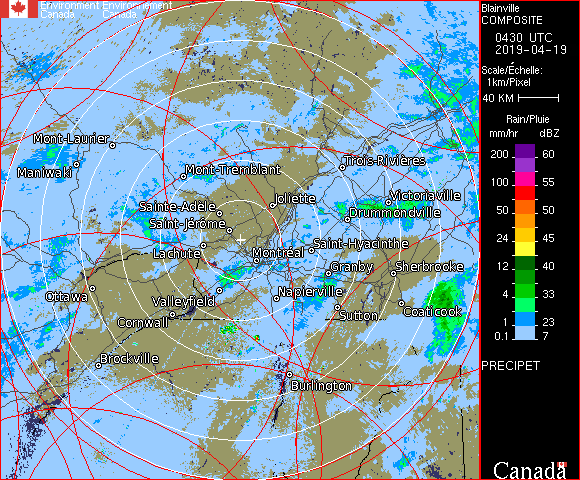 Environment Environnement
Canada Canada
Blainville
COMPOSITE
0430 UTC
2019-04-19
Scale/Échelle:
1km/Pixel
40 KM
Rain/Pluie
mm/hr dBZ
200 60
100 55
50 50
24 45
12 40
4 33
1 23
0.1 7
PRECIPET
Canada
Mont-Laurier
Maniwaki
Mont-Tremblant
Trois-Rivières
Joliette
Victoriaville
Sainte-Adele
Drummondville
Saint-Jérôme
Lachute
Montréal
Saint-Hyacinthe
Granby
Sherbrooke
Ottawa
Valleyfield
Napierville
Coaticook
Cornwall
Sutton
Brockville
Burlington